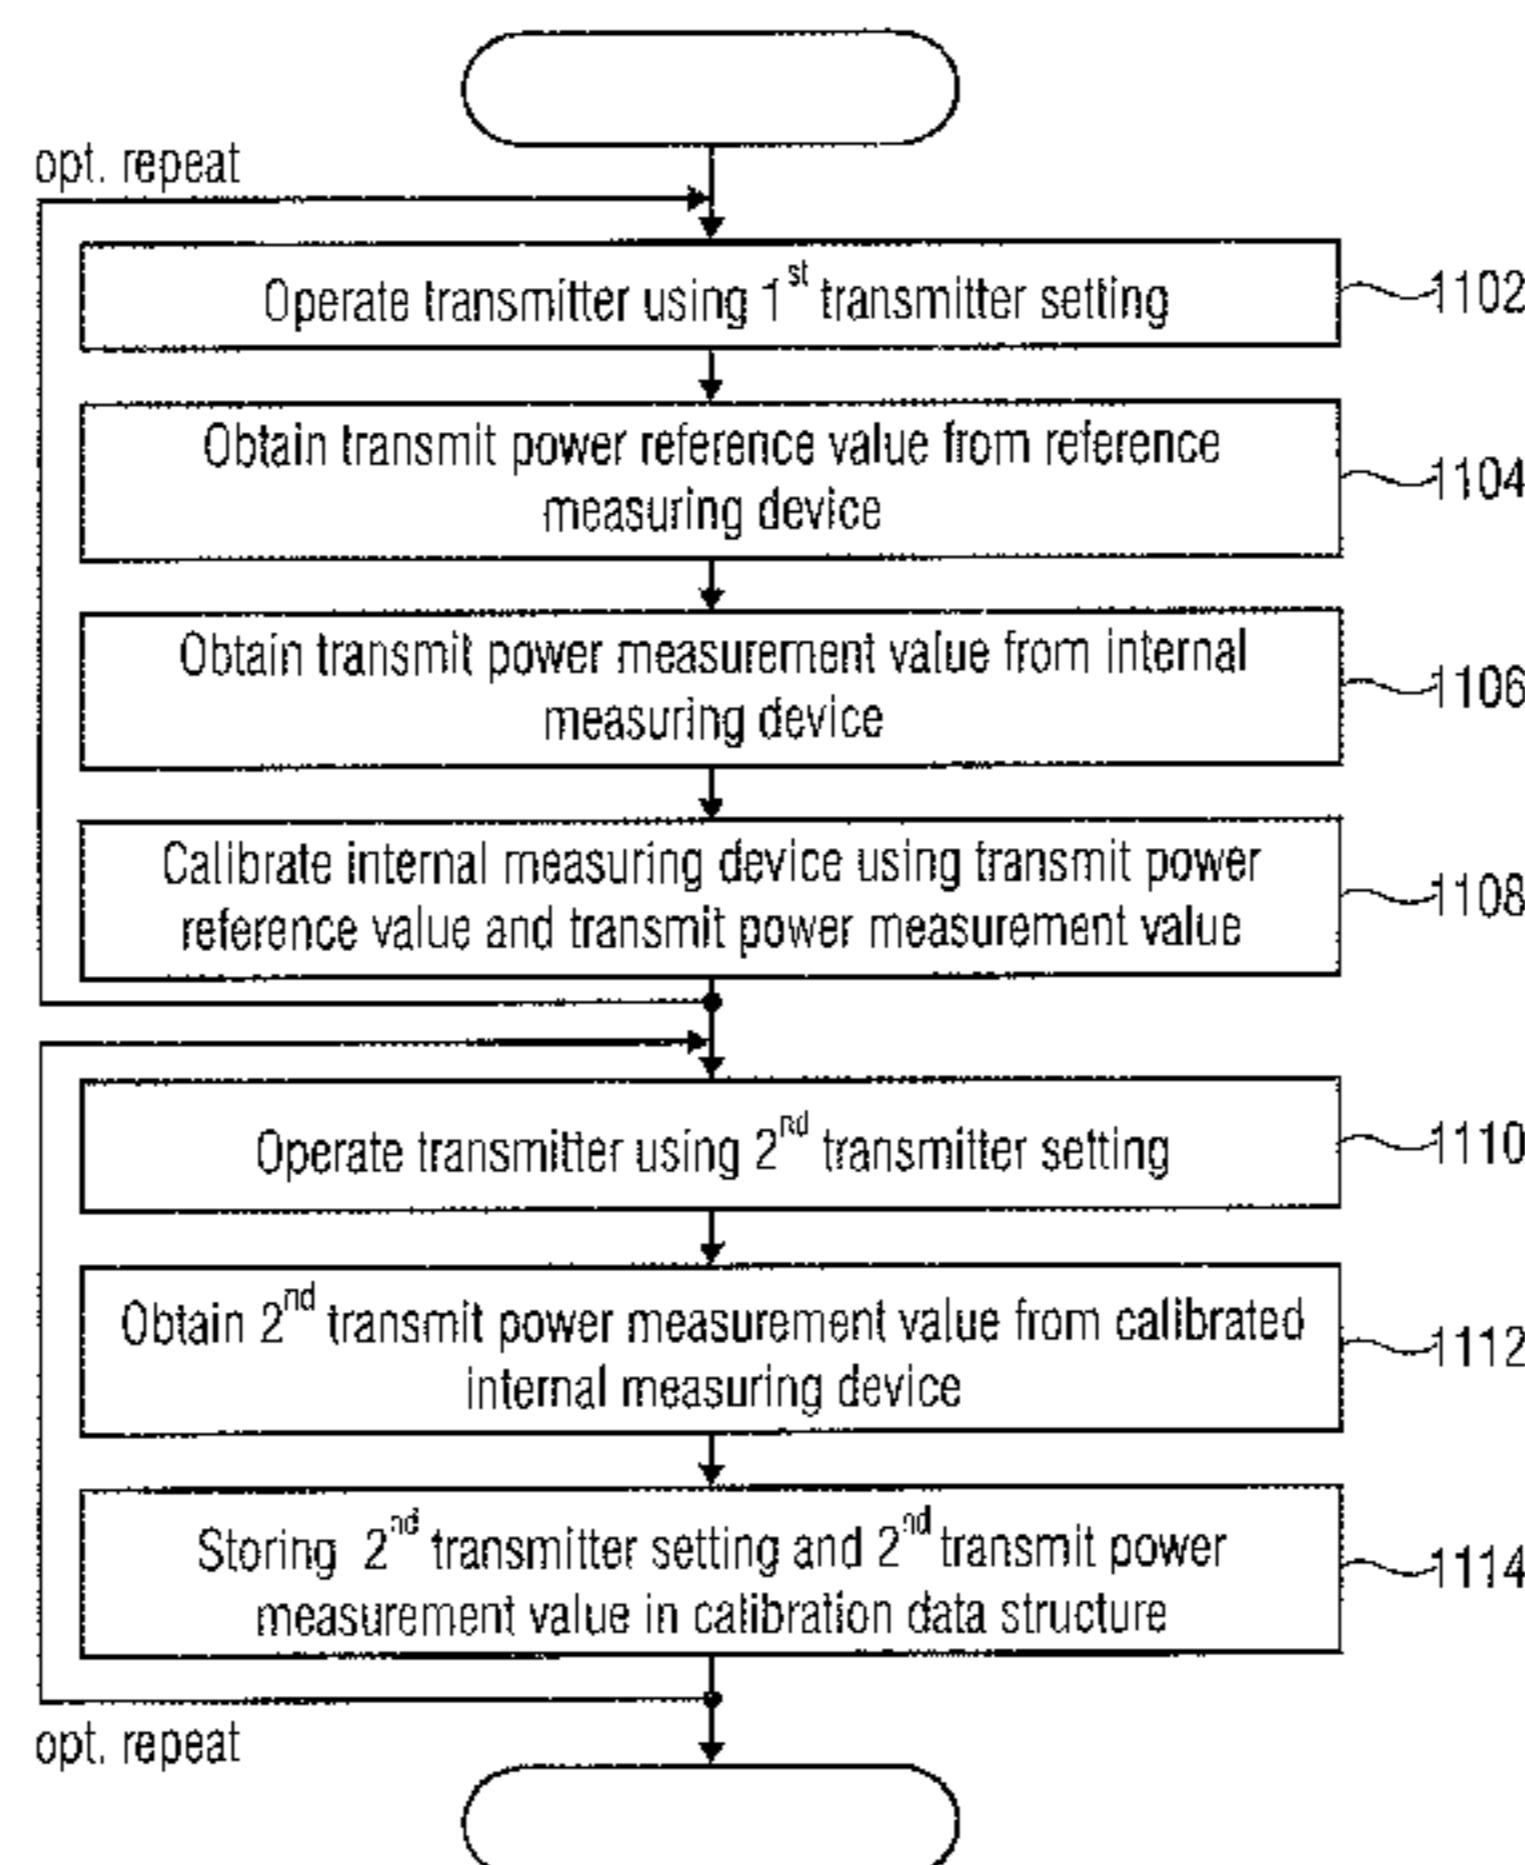 opt. repeat
Operate transmitter using 1st transmitter setting
1102
Obtain transmit power reference value from reference
measuring device
1104
Obtain transmit power measurement value from internal
measuring device
1106
Calibrate internal measuring device using transmit power
reference value and transmit power measurement value
1108
Operate transmitter using 2nd transmitter setting
1110
Obtain 2nd transmit power measurement value from calibrated
internal measuring device
1112
Storing 2nd transmitter setting and 2nd transmit power
measurement value in calibration data structure
1114
opt. repeat